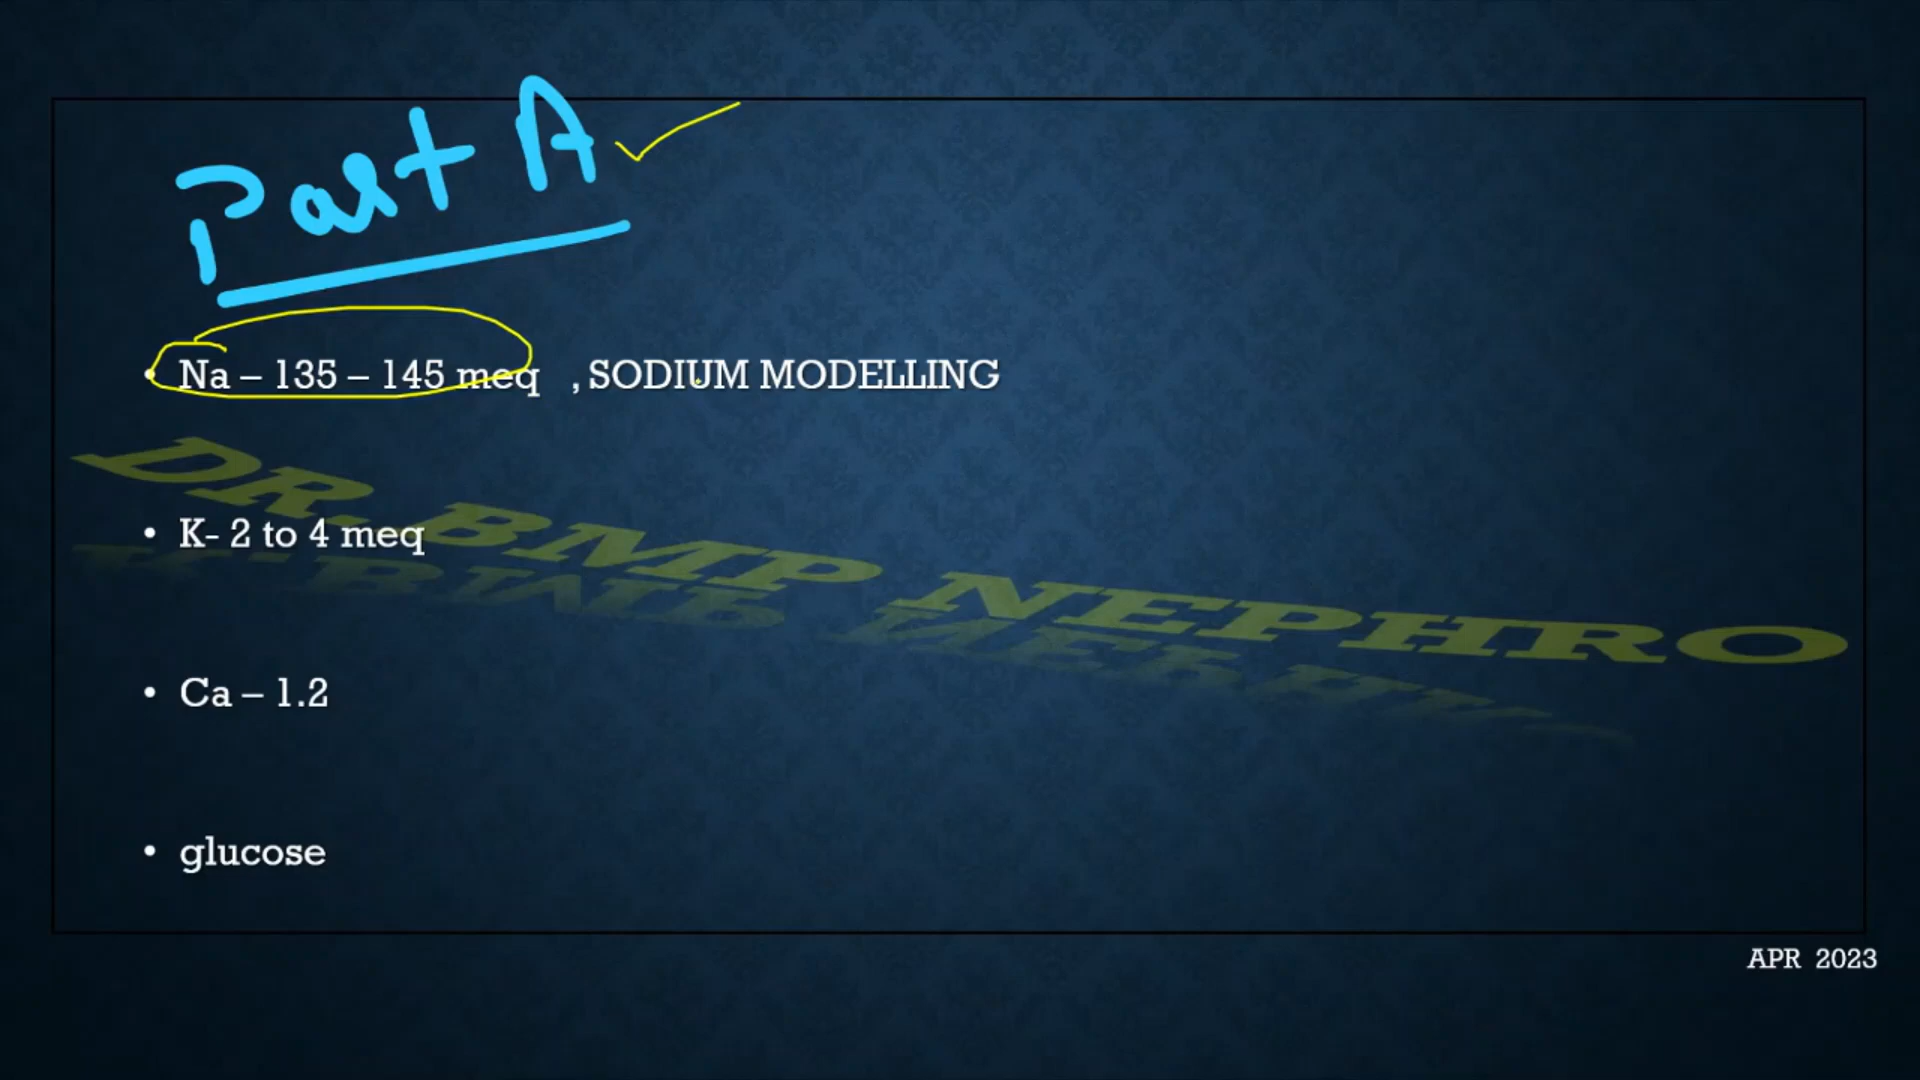 Part A
• Na – 135 – 145 meq , SODIUM MODELLING
DR. BMP NEPHRO
• K- 2 to 4 meq
• Ca – 1.2
• glucose
APR 2023